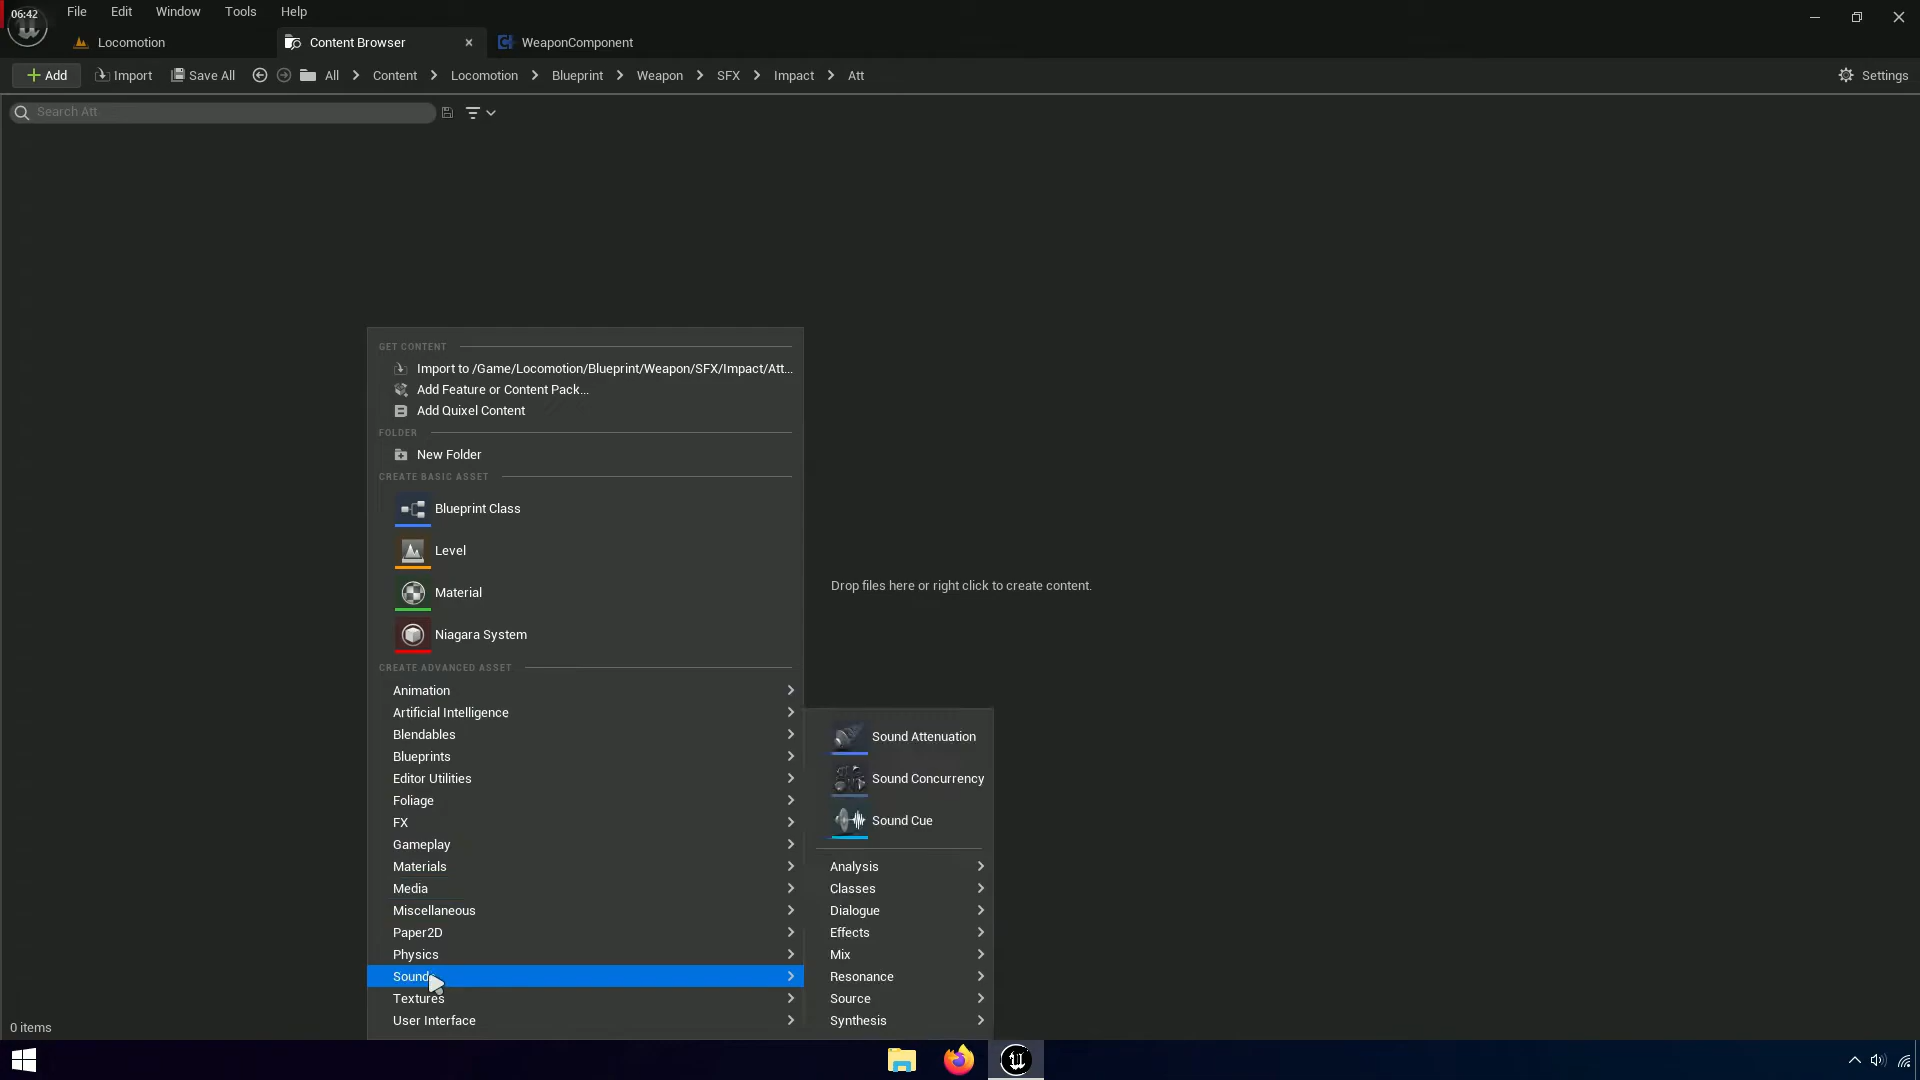 06:42
File Edit Window Tools Help
Locomotion Content Browser WeaponComponent
Add Import Save All All Content Locomotion Blueprint Weapon SFX Impact Att Settings
Search Att
GET CONTENT
Import to /Game/Locomotion/Blueprint/Weapon/SFX/Impact/Att...
Add Feature or Content Pack...
Add Quixel Content
FOLDER
New Folder
CREATE BASIC ASSET
Blueprint Class
Level
Material
Niagara System
CREATE ADVANCED ASSET
Animation
Artificial Intelligence
Blendables
Blueprints
Editor Utilities
Foliage
FX
Gameplay
Materials
Media
Miscellaneous
Paper2D
Physics
Sounds
Textures
User Interface
Sound Attenuation
Sound Concurrency
Sound Cue
Analysis
Classes
Dialogue
Effects
Mix
Resonance
Source
Synthesis
Drop files here or right click to create content.
0 items